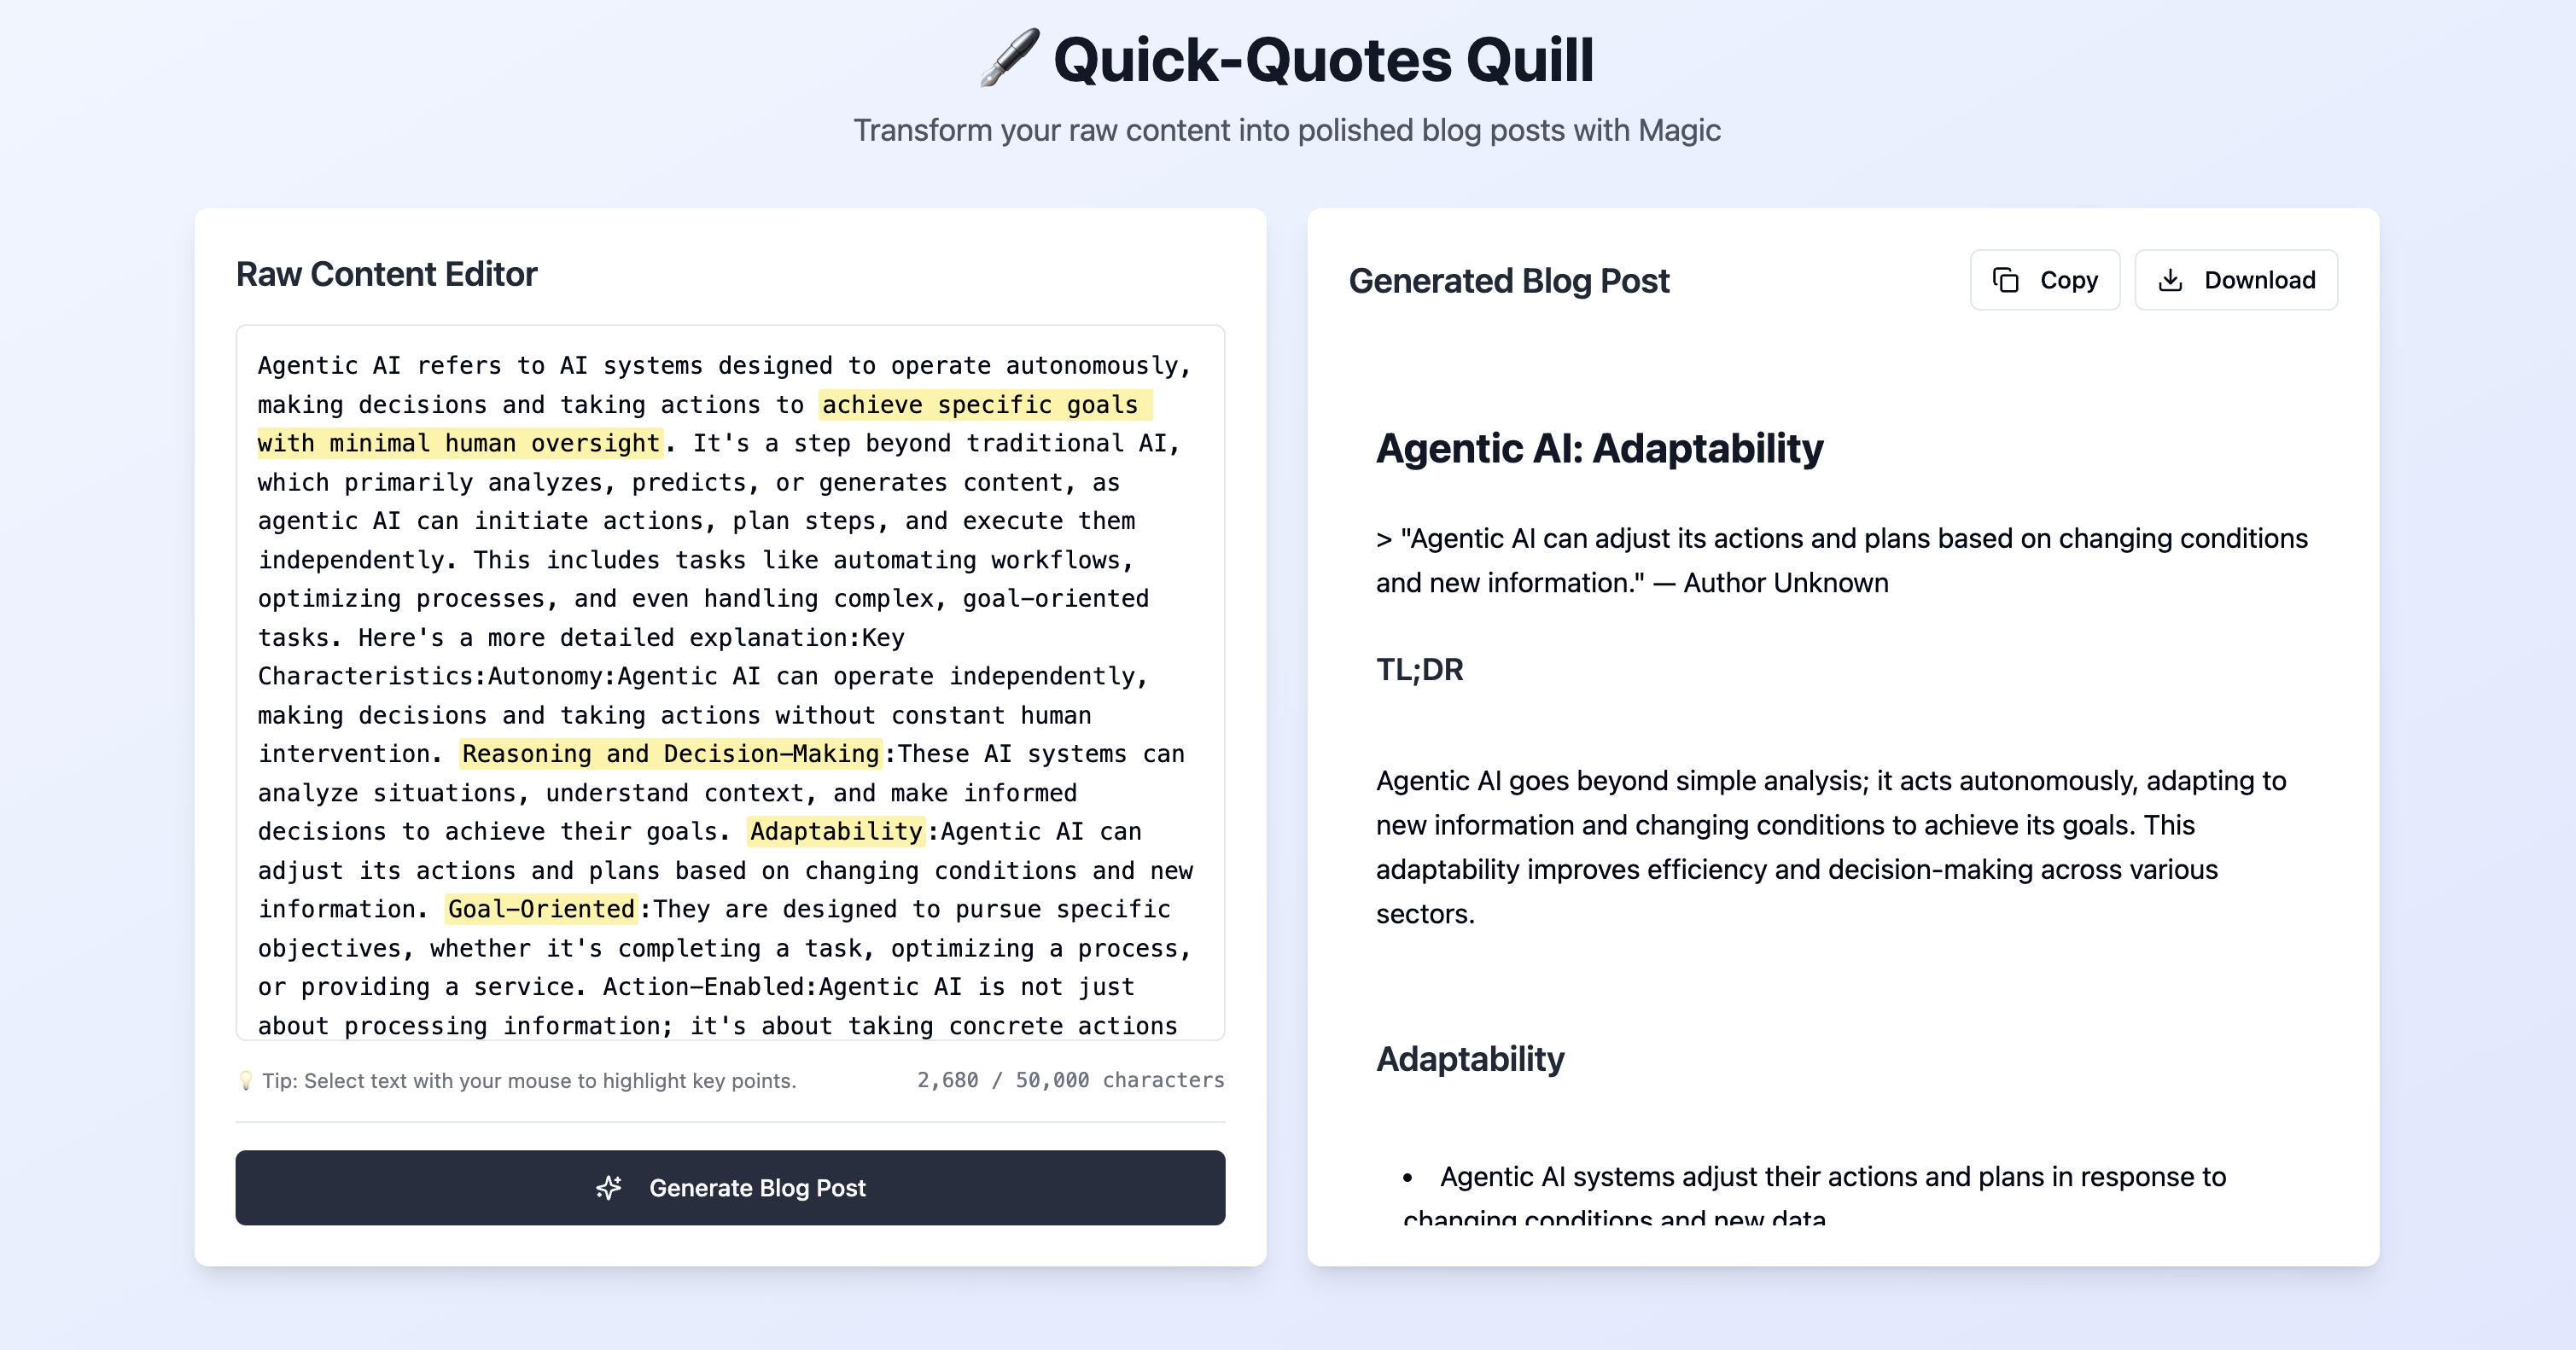 Quick-Quotes Quill
Transform your raw content into polished blog posts with Magic
Raw Content Editor
Agentic AI refers to AI systems designed to operate autonomously,
making decisions and taking actions to achieve specific goals
with minimal human oversight. It's a step beyond traditional AI,
which primarily analyzes, predicts, or generates content, as
agentic AI can initiate actions, plan steps, and execute them
independently. This includes tasks like automating workflows,
optimizing processes, and even handling complex, goal-oriented
tasks. Here's a more detailed explanation:Key
Characteristics:Autonomy:Agentic AI can operate independently,
making decisions and taking actions without constant human
intervention. Reasoning and Decision-Making:These AI systems can
analyze situations, understand context, and make informed
decisions to achieve their goals. Adaptability:Agentic AI can
adjust its actions and plans based on changing conditions and new
information. Goal-Oriented:They are designed to pursue specific
objectives, whether it's completing a task, optimizing a process,
or providing a service. Action-Enabled:Agentic AI is not just
about processing information; it's about taking concrete actions
Tip: Select text with your mouse to highlight key points.
2,680 / 50,000 characters
Generate Blog Post
Generated Blog Post
Copy
Download
Agentic AI: Adaptability
> "Agentic AI can adjust its actions and plans based on changing conditions
and new information." — Author Unknown
TL;DR
Agentic AI goes beyond simple analysis; it acts autonomously, adapting to
new information and changing conditions to achieve its goals. This
adaptability improves efficiency and decision-making across various
sectors.
Adaptability
• Agentic AI systems adjust their actions and plans in response to
changing conditions and new data